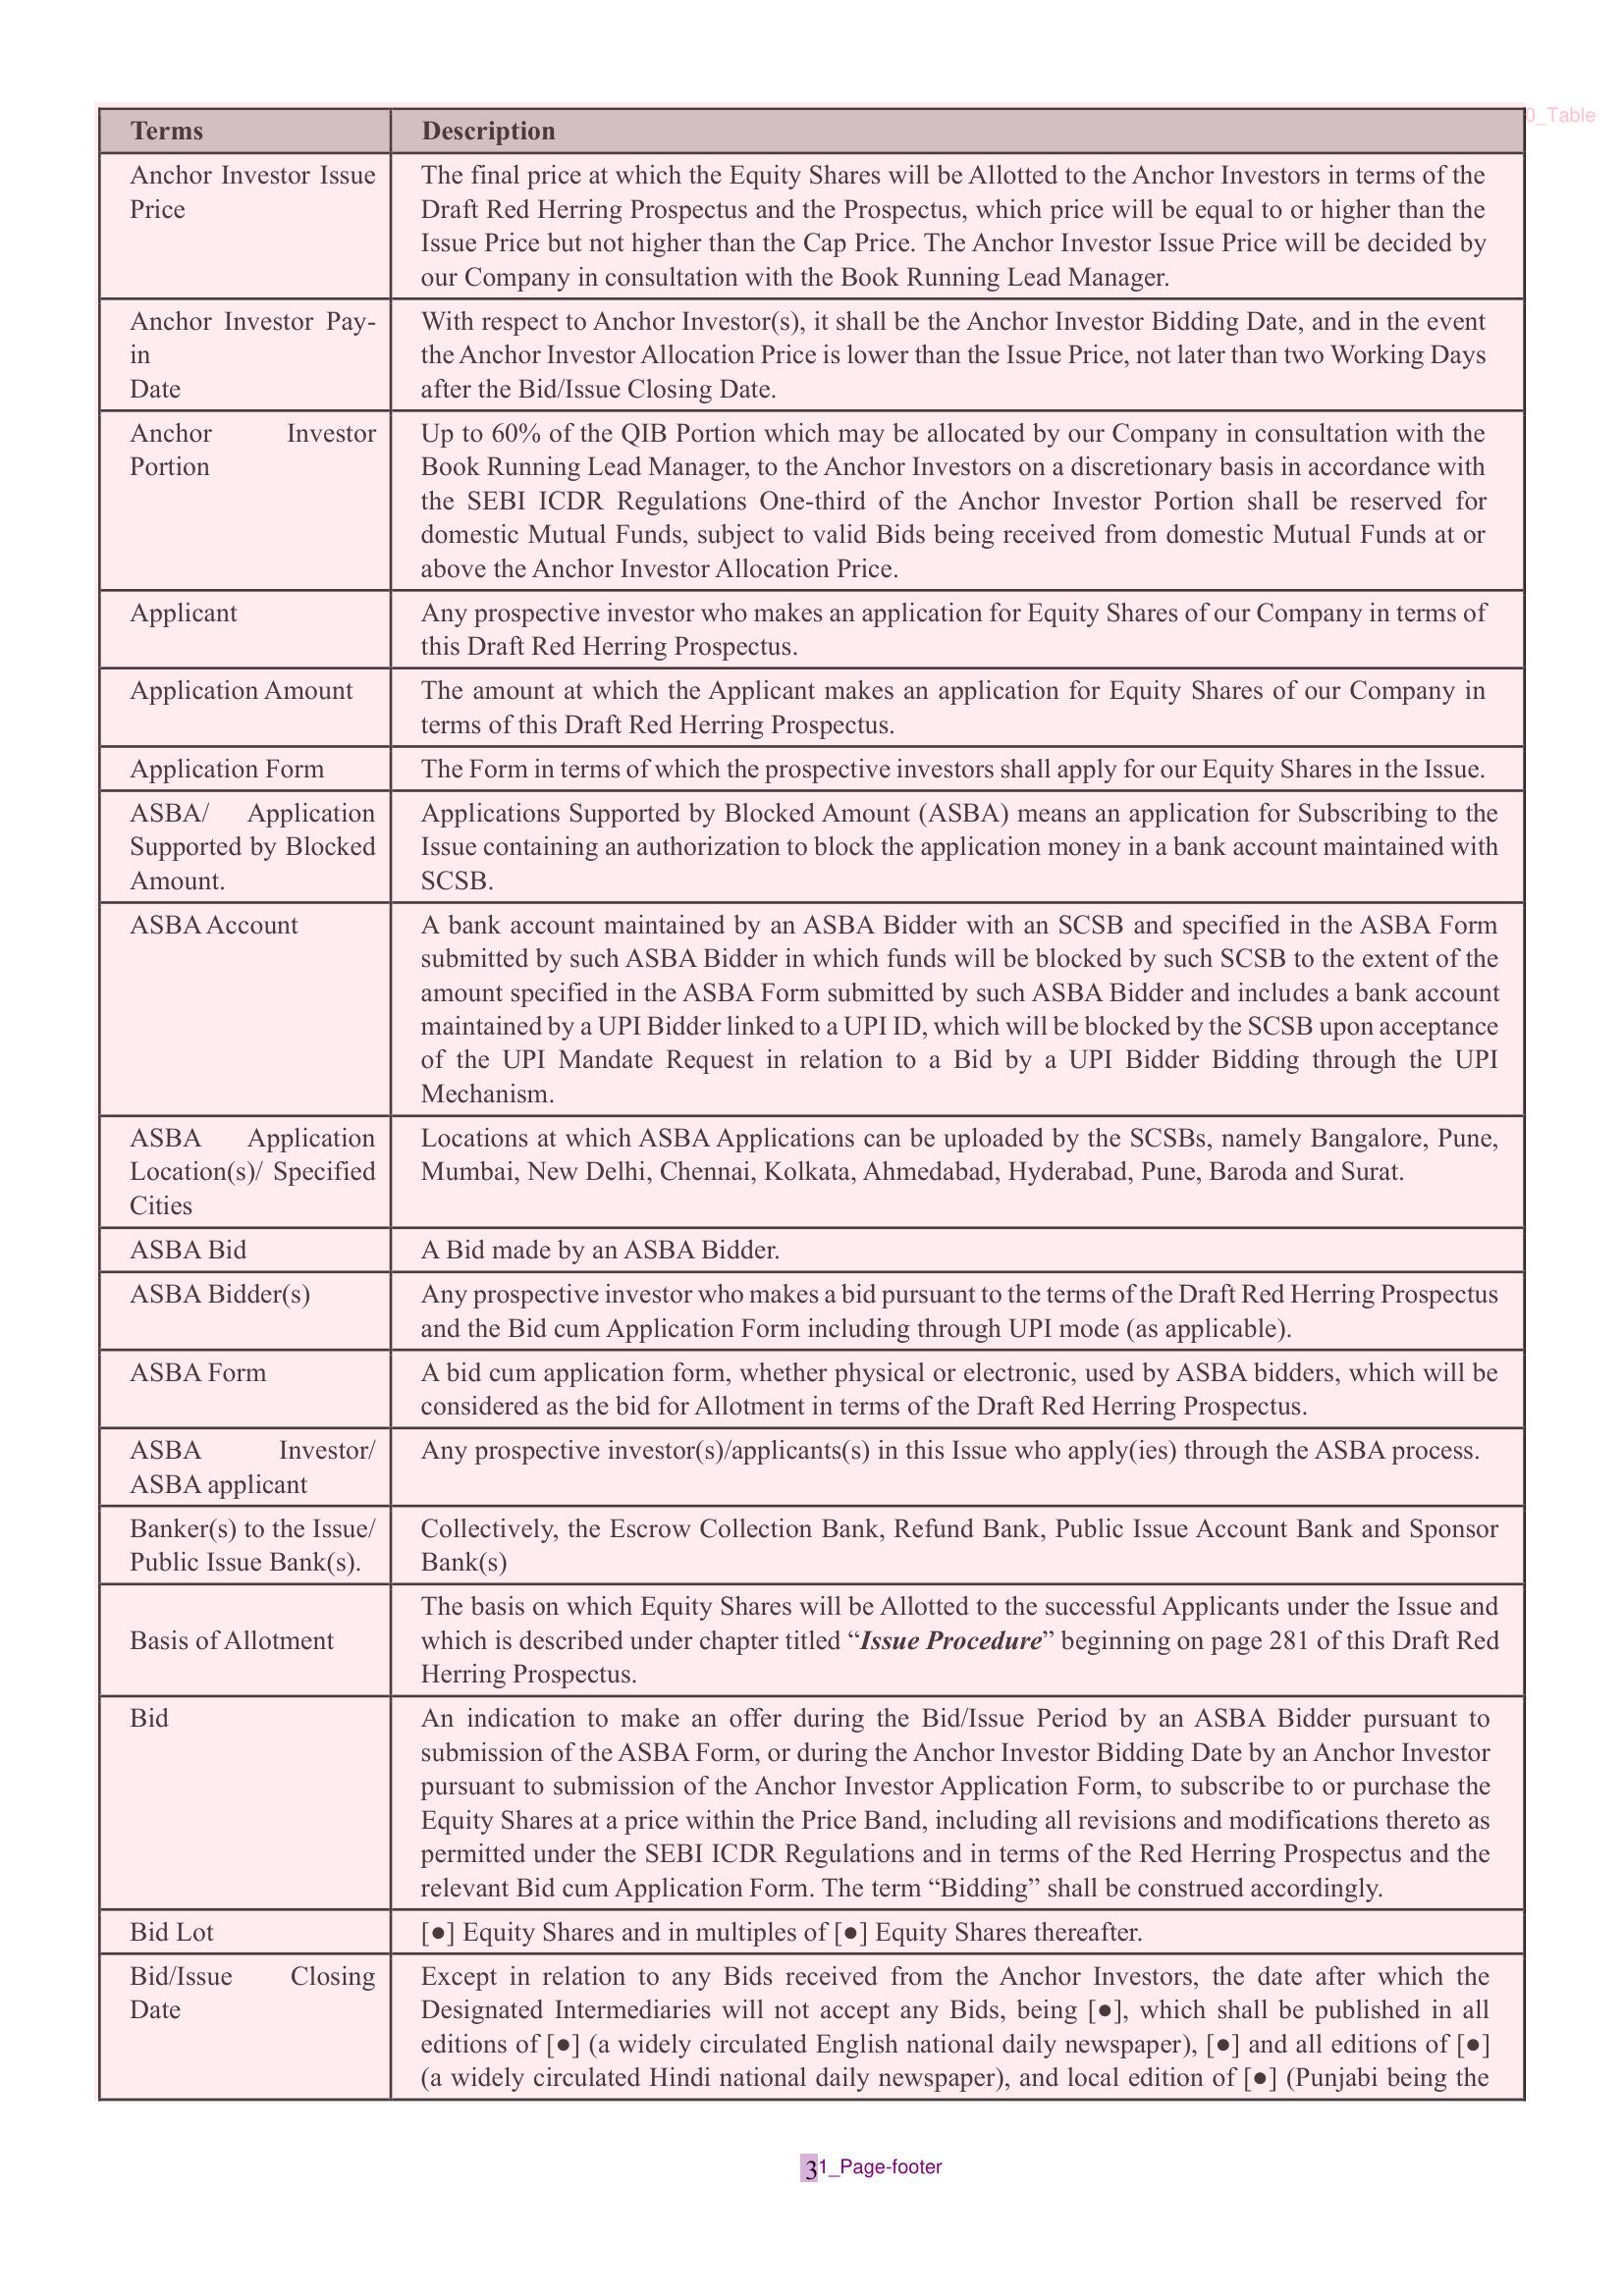 Terms Description
0_Table
Anchor Investor Issue
Price
The final price at which the Equity Shares will be Allotted to the Anchor Investors in terms of the
Draft Red Herring Prospectus and the Prospectus, which price will be equal to or higher than the
Issue Price but not higher than the Cap Price. The Anchor Investor Issue Price will be decided by
our Company in consultation with the Book Running Lead Manager.
Anchor Investor Pay-
in
Date
With respect to Anchor Investor(s), it shall be the Anchor Investor Bidding Date, and in the event
the Anchor Investor Allocation Price is lower than the Issue Price, not later than two Working Days
after the Bid/Issue Closing Date.
Anchor Investor
Portion
Up to 60% of the QIB Portion which may be allocated by our Company in consultation with the
Book Running Lead Manager, to the Anchor Investors on a discretionary basis in accordance with
the SEBI ICDR Regulations One-third of the Anchor Investor Portion shall be reserved for
domestic Mutual Funds, subject to valid Bids being received from domestic Mutual Funds at or
above the Anchor Investor Allocation Price.
Applicant
Any prospective investor who makes an application for Equity Shares of our Company in terms of
this Draft Red Herring Prospectus.
Application Amount
The amount at which the Applicant makes an application for Equity Shares of our Company in
terms of this Draft Red Herring Prospectus.
Application Form
The Form in terms of which the prospective investors shall apply for our Equity Shares in the Issue.
ASBA/ Application
Supported by Blocked
Amount.
Applications Supported by Blocked Amount (ASBA) means an application for Subscribing to the
Issue containing an authorization to block the application money in a bank account maintained with
SCSB.
ASBA Account
A bank account maintained by an ASBA Bidder with an SCSB and specified in the ASBA Form
submitted by such ASBA Bidder in which funds will be blocked by such SCSB to the extent of the
amount specified in the ASBA Form submitted by such ASBA Bidder and includes a bank account
maintained by a UPI Bidder linked to a UPI ID, which will be blocked by the SCSB upon acceptance
of the UPI Mandate Request in relation to a Bid by a UPI Bidder Bidding through the UPI
Mechanism.
ASBA Application
Location(s)/ Specified
Cities
Locations at which ASBA Applications can be uploaded by the SCSBs, namely Bangalore, Pune,
Mumbai, New Delhi, Chennai, Kolkata, Ahmedabad, Hyderabad, Pune, Baroda and Surat.
ASBA Bid
A Bid made by an ASBA Bidder.
ASBA Bidder(s)
Any prospective investor who makes a bid pursuant to the terms of the Draft Red Herring Prospectus
and the Bid cum Application Form including through UPI mode (as applicable).
ASBA Form
A bid cum application form, whether physical or electronic, used by ASBA bidders, which will be
considered as the bid for Allotment in terms of the Draft Red Herring Prospectus.
ASBA Investor/
ASBA applicant
Any prospective investor(s)/applicants(s) in this Issue who apply(ies) through the ASBA process.
Banker(s) to the Issue/
Public Issue Bank(s).
Collectively, the Escrow Collection Bank, Refund Bank, Public Issue Account Bank and Sponsor
Bank(s)
Basis of Allotment
The basis on which Equity Shares will be Allotted to the successful Applicants under the Issue and
which is described under chapter titled “Issue Procedure” beginning on page 281 of this Draft Red
Herring Prospectus.
Bid
An indication to make an offer during the Bid/Issue Period by an ASBA Bidder pursuant to
submission of the ASBA Form, or during the Anchor Investor Bidding Date by an Anchor Investor
pursuant to submission of the Anchor Investor Application Form, to subscribe to or purchase the
Equity Shares at a price within the Price Band, including all revisions and modifications thereto as
permitted under the SEBI ICDR Regulations and in terms of the Red Herring Prospectus and the
relevant Bid cum Application Form. The term “Bidding” shall be construed accordingly.
Bid Lot
[●] Equity Shares and in multiples of [●] Equity Shares thereafter.
Bid/Issue Closing
Date
Except in relation to any Bids received from the Anchor Investors, the date after which the
Designated Intermediaries will not accept any Bids, being [●], which shall be published in all
editions of [●] (a widely circulated English national daily newspaper), [●] and all editions of [●]
(a widely circulated Hindi national daily newspaper), and local edition of [●] (Punjabi being the
3 1_Page-footer